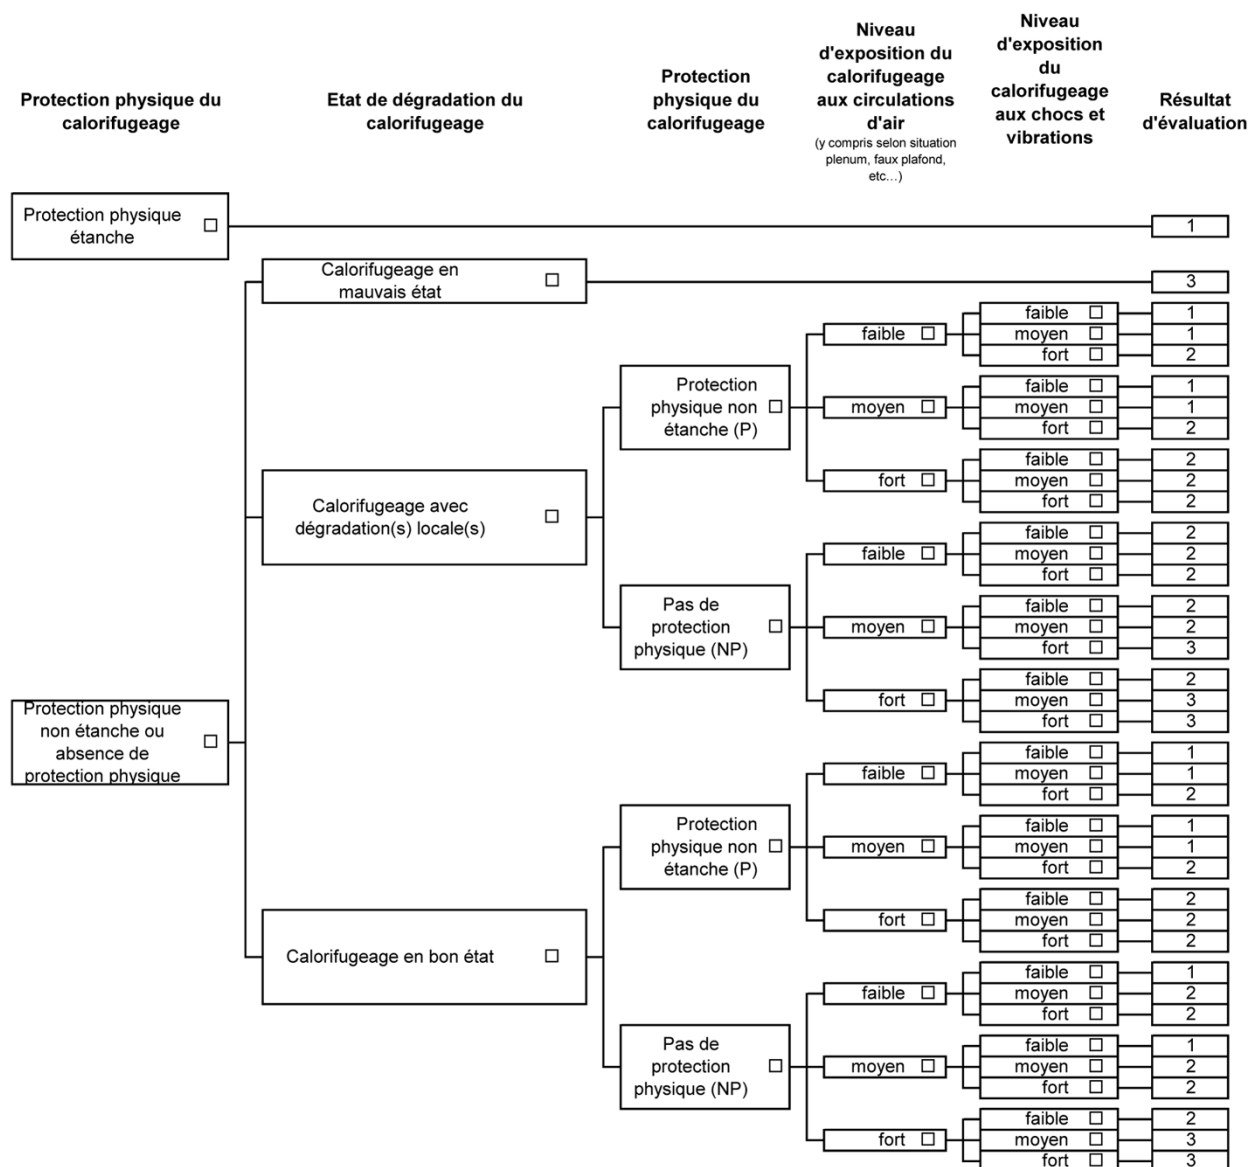 Protection physique du
calorifugeage
Etat de dégradation du
calorifugeage
Protection
physique du
calorifugeage
Niveau
d'exposition du
calorifugeage
aux circulations
d'air
(y compris selon situation
plenum, faux plafond,
etc…)
Niveau
d'exposition
du
calorifugeage
aux chocs et
vibrations
Résultat
d'évaluation
Protection physique
étanche
1
Calorifugeage en
mauvais état
3
Protection physique
non étanche ou
absence de
protection physique
Calorifugeage avec
dégradation(s) locale(s)
Protection
physique non
étanche (P)
faible
faible 1
moyen 1
fort 2
moyen
faible 1
moyen 1
fort 2
fort
faible 2
moyen 2
fort 2
Pas de
protection
physique (NP)
faible
faible 2
moyen 2
fort 2
moyen
faible 2
moyen 2
fort 3
fort
faible 2
moyen 3
fort 3
Calorifugeage en bon état
Protection
physique non
étanche (P)
faible
faible 1
moyen 1
fort 2
moyen
faible 1
moyen 1
fort 2
fort
faible 2
moyen 2
fort 2
Pas de
protection
physique (NP)
faible
faible 1
moyen 2
fort 2
moyen
faible 1
moyen 2
fort 2
fort
faible 2
moyen 3
fort 3